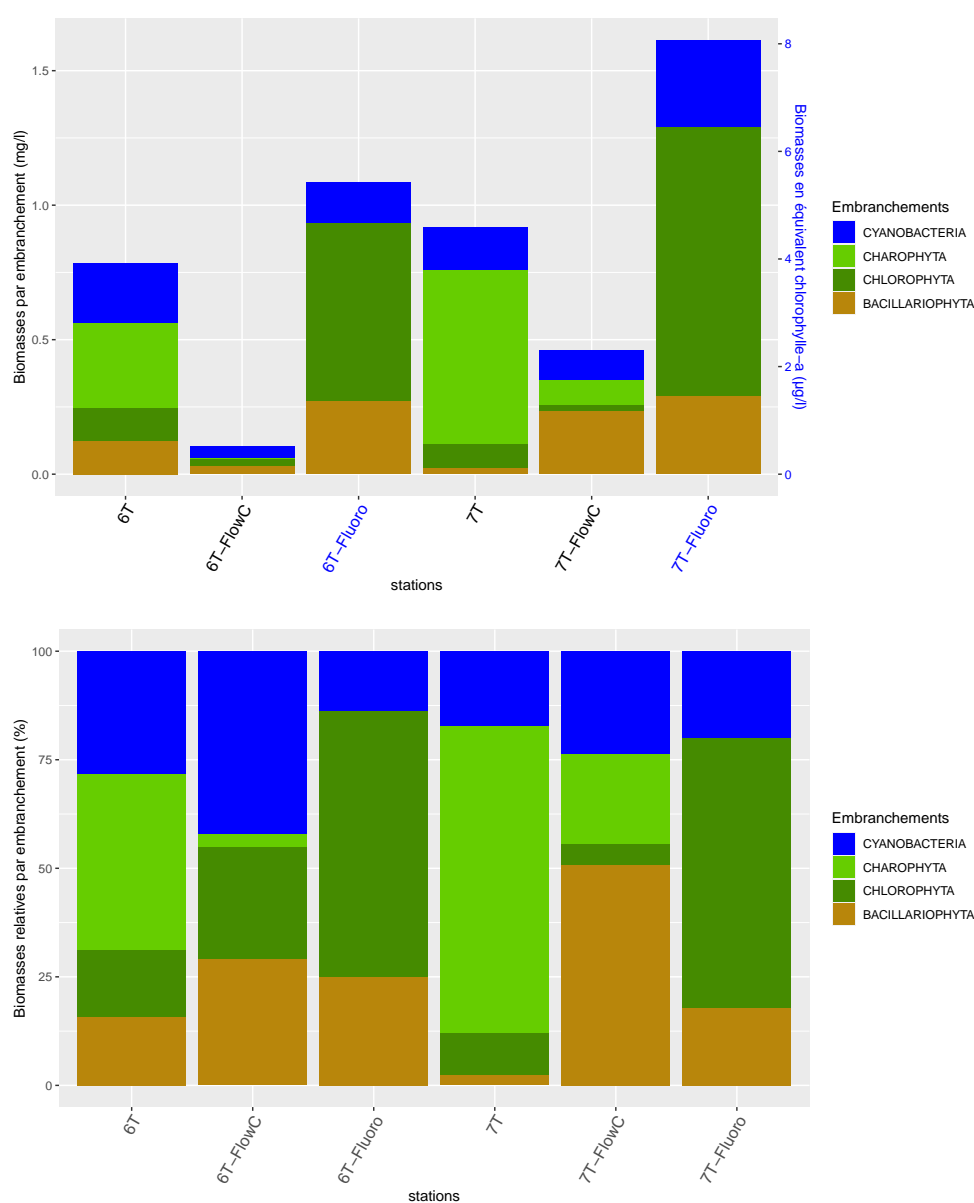 Biomasses par embranchement (mg/l)
1.5
1.0
0.5
0.0
8
6
4
2
0
Biomasses en équivalent chlorophylle−a (µg/l)
6T
6T−FlowC
6T−Fluoro
7T
7T−FlowC
7T−Fluoro
stations
Embranchements
CYANOBACTERIA
CHAROPHYTA
CHLOROPHYTA
BACILLARIOPHYTA
Biomasses relatives par embranchement (%)
100
75
50
25
0
6T
6T−FlowC
6T−Fluoro
7T
7T−FlowC
7T−Fluoro
stations
Embranchements
CYANOBACTERIA
CHAROPHYTA
CHLOROPHYTA
BACILLARIOPHYTA